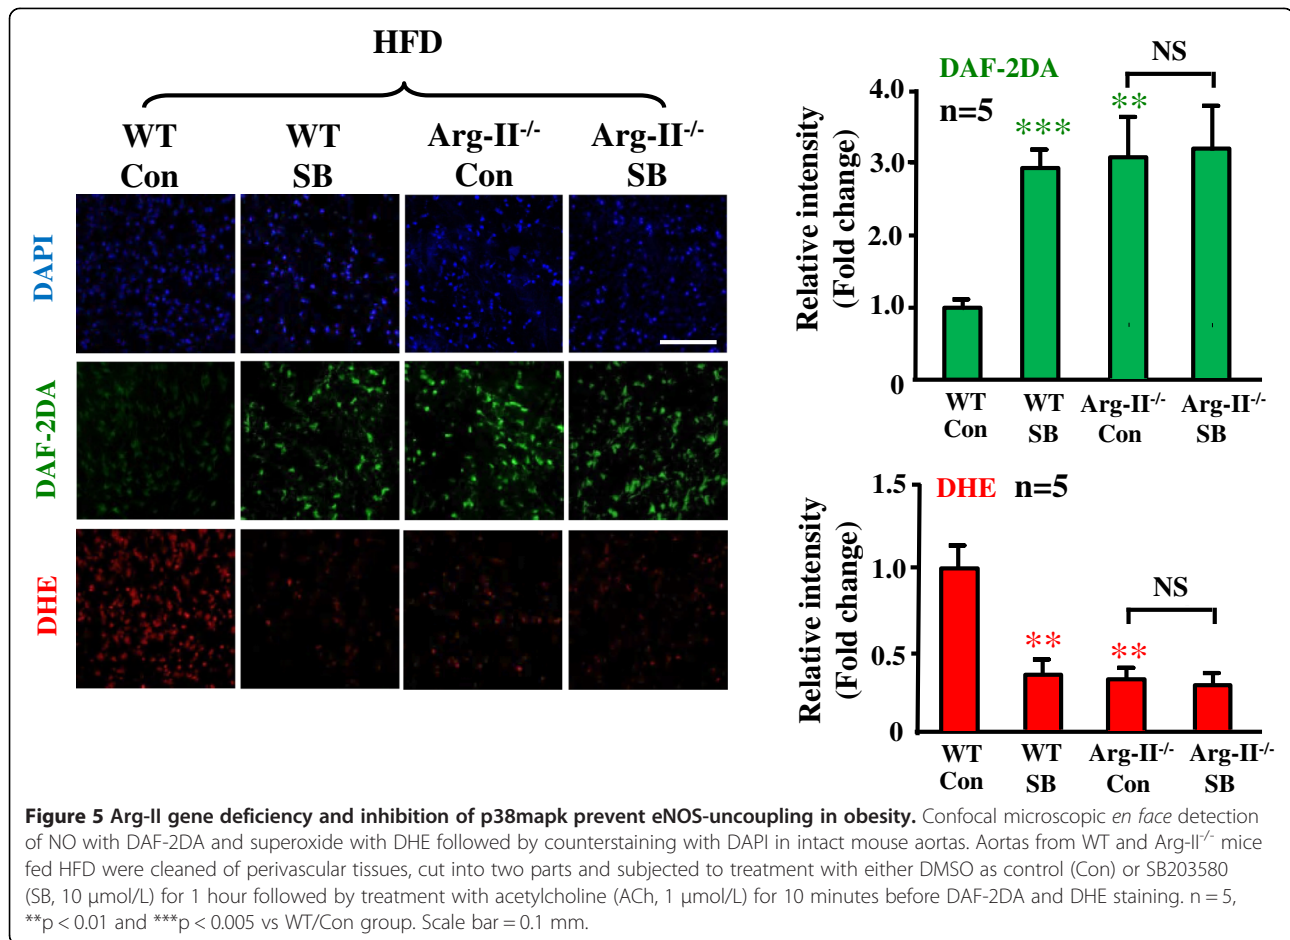 HFD
WT
Con
WT
SB
Arg-II-/-
Con
Arg-II-/-
SB
DAPI
DAF-2DA
DHE
DAF-2DA
n=5
NS
***
**
Relative intensity
(Fold change)
4.0
3.0
2.0
1.0
0
WT
Con
WT
SB
Arg-II-/-
Con
Arg-II-/-
SB
DHE n=5
NS
**
**
Relative intensity
(Fold change)
1.5
1.0
0.5
0
WT
Con
WT
SB
Arg-II-/-
Con
Arg-II-/-
SB
Figure 5 Arg-II gene deficiency and inhibition of p38mapk prevent eNOS-uncoupling in obesity. Confocal microscopic en face detection
of NO with DAF-2DA and superoxide with DHE followed by counterstaining with DAPI in intact mouse aortas. Aortas from WT and Arg-II-/- mice
fed HFD were cleaned of perivascular tissues, cut into two parts and subjected to treatment with either DMSO as control (Con) or SB203580
(SB, 10 μmol/L) for 1 hour followed by treatment with acetylcholine (ACh, 1 μmol/L) for 10 minutes before DAF-2DA and DHE staining. n = 5,
**p < 0.01 and ***p < 0.005 vs WT/Con group. Scale bar = 0.1 mm.